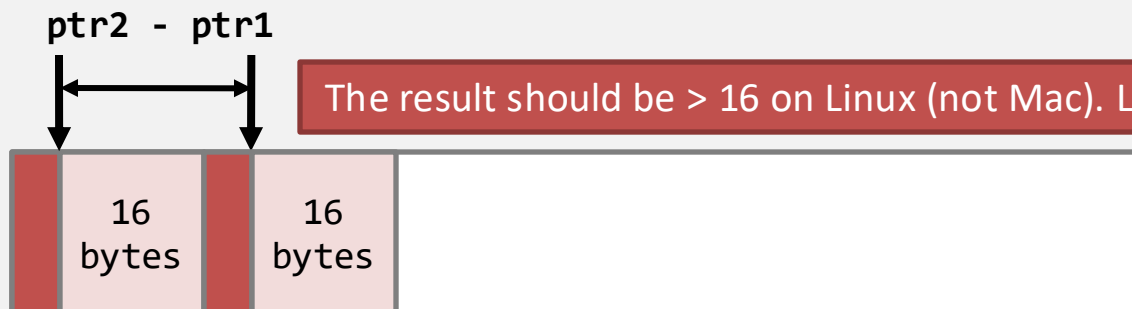 ptr2 - ptr1
The result should be > 16 on Linux (not Mac). L
16
bytes
16
bytes